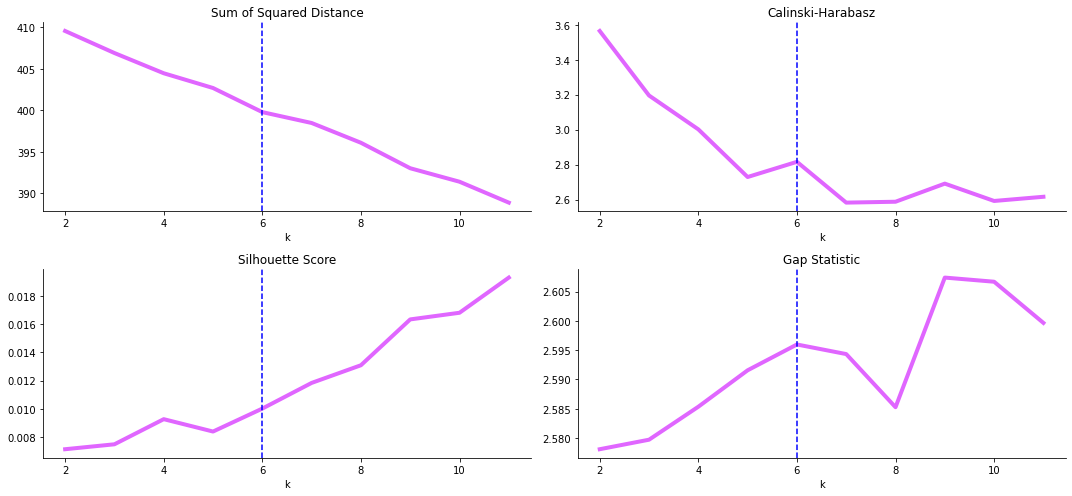 Sum of Squared Distance
410
405
400
395
390
2 4 6 8 10
k
Calinski-Harabasz
3.6
3.4
3.2
3.0
2.8
2.6
2 4 6 8 10
k
Silhouette Score
0.018
0.016
0.014
0.012
0.010
0.008
2 4 6 8 10
k
Gap Statistic
2.605
2.600
2.595
2.590
2.585
2.580
2 4 6 8 10
k